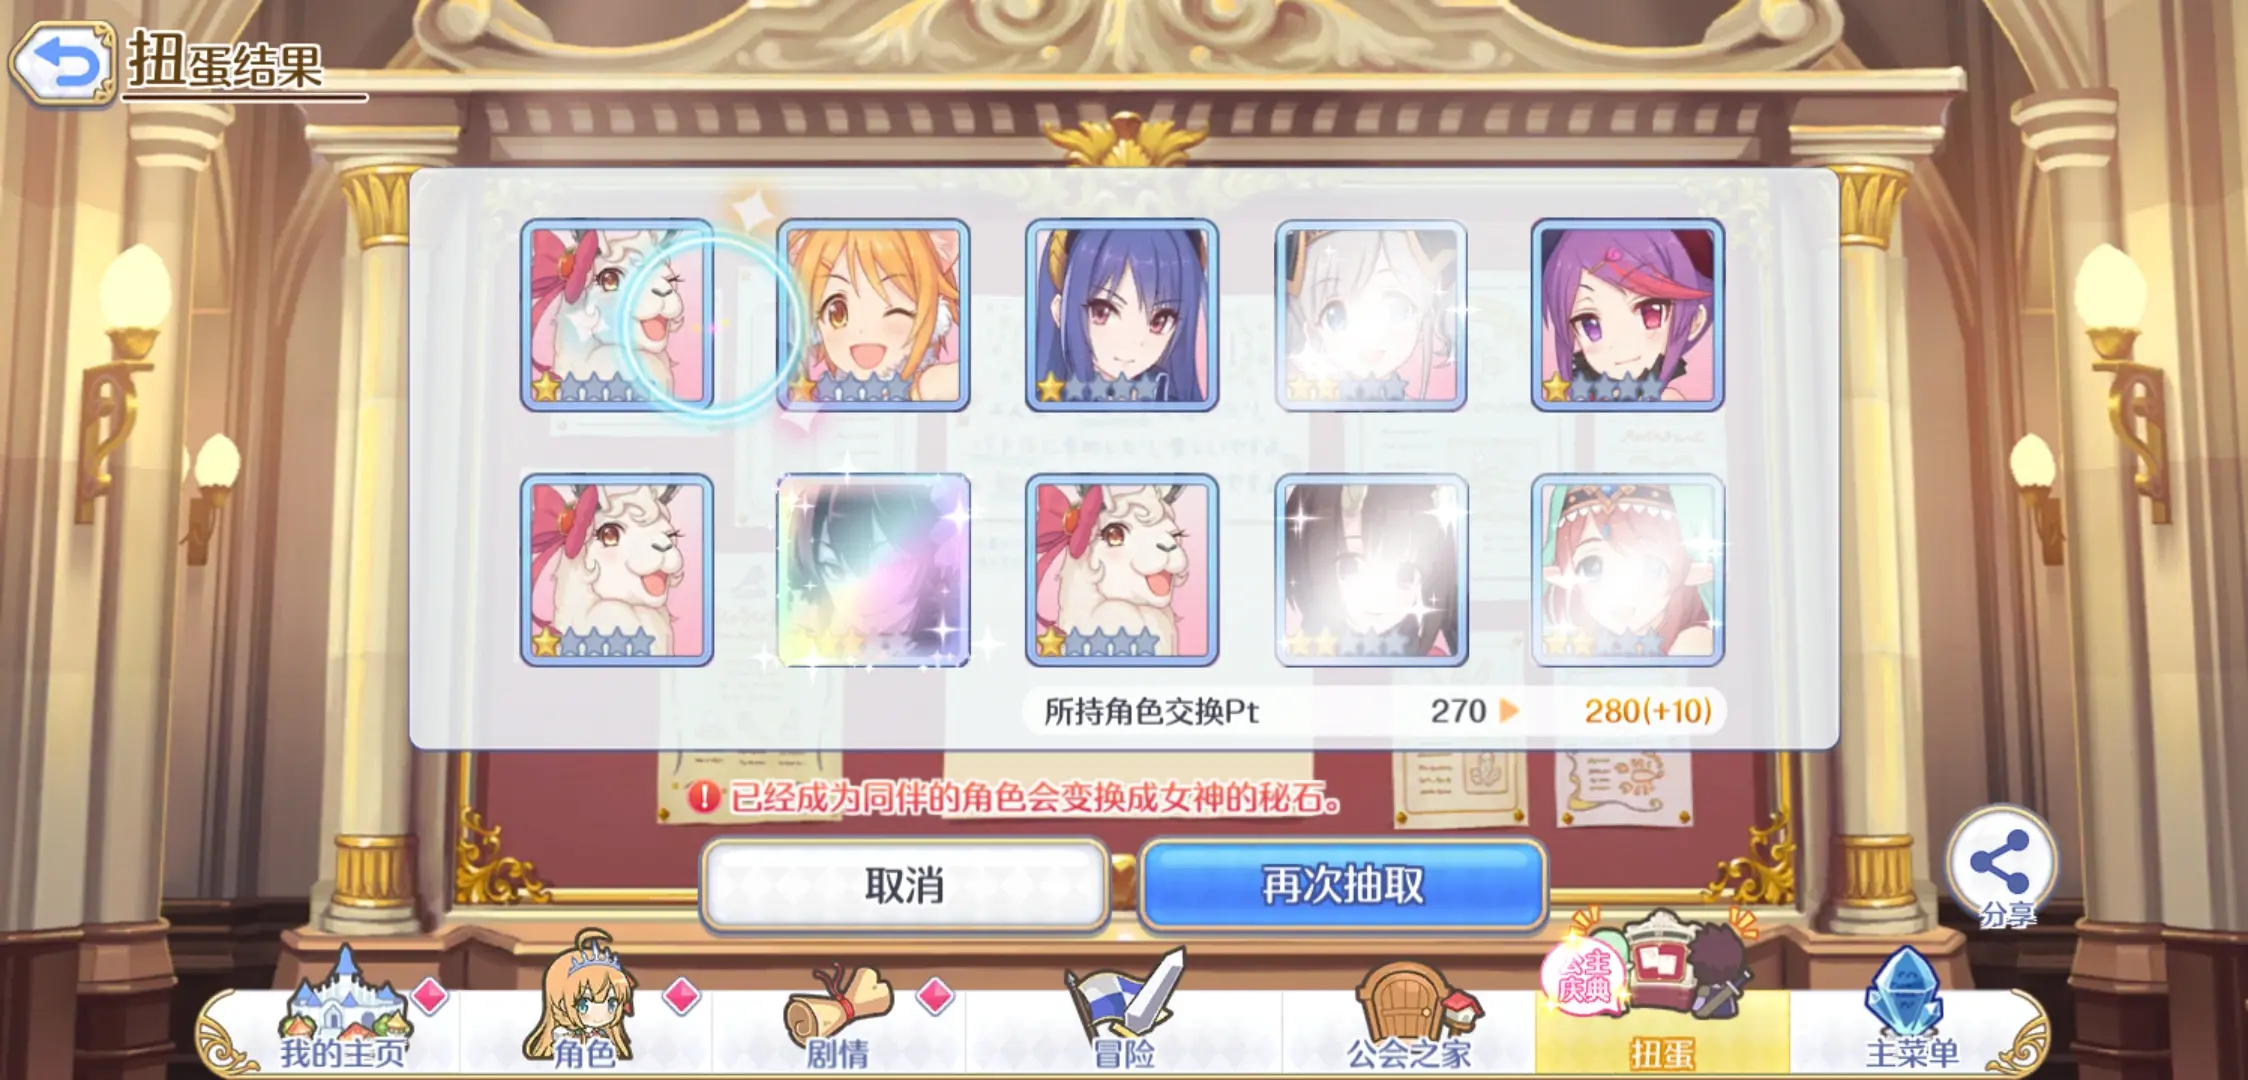 扭蛋结果
所持角色交换Pt 270 280(+10)
已经成为同伴的角色会变换成女神的秘石。
取消
再次抽取
分享
公主
庆典
我的主页
角色
剧情
冒险
公会之家
扭蛋
主菜单